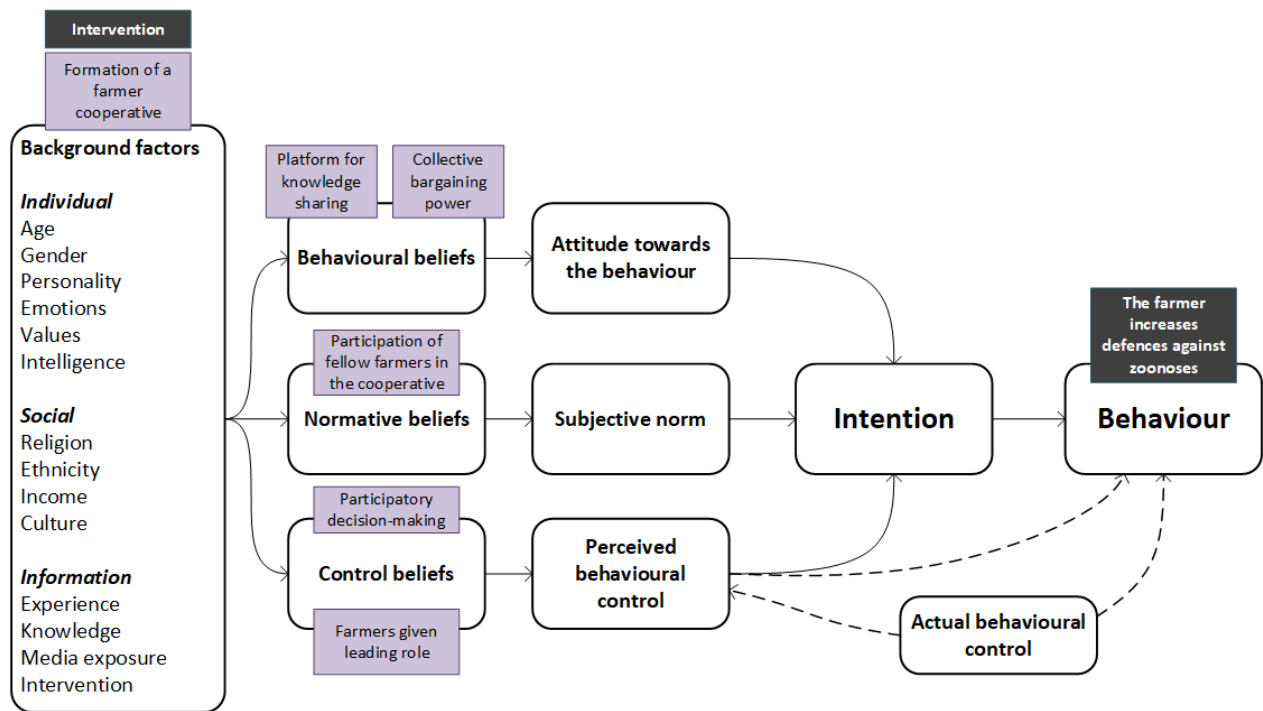 Intervention
Formation of a
farmer
cooperative
Background factors
Individual
Age
Gender
Personality
Emotions
Values
Intelligence
Social
Religion
Ethnicity
Income
Culture
Information
Experience
Knowledge
Media exposure
Intervention
Platform for
knowledge
sharing
Collective
bargaining
power
Behavioural beliefs
Attitude towards
the behaviour
Participation of
fellow farmers in
the cooperative
Normative beliefs
Subjective norm
Participatory
decision-making
Control beliefs
Farmers given
leading role
Perceived
behavioural
control
Intention
The farmer
increases
defences against
zoonoses
Behaviour
Actual behavioural
control